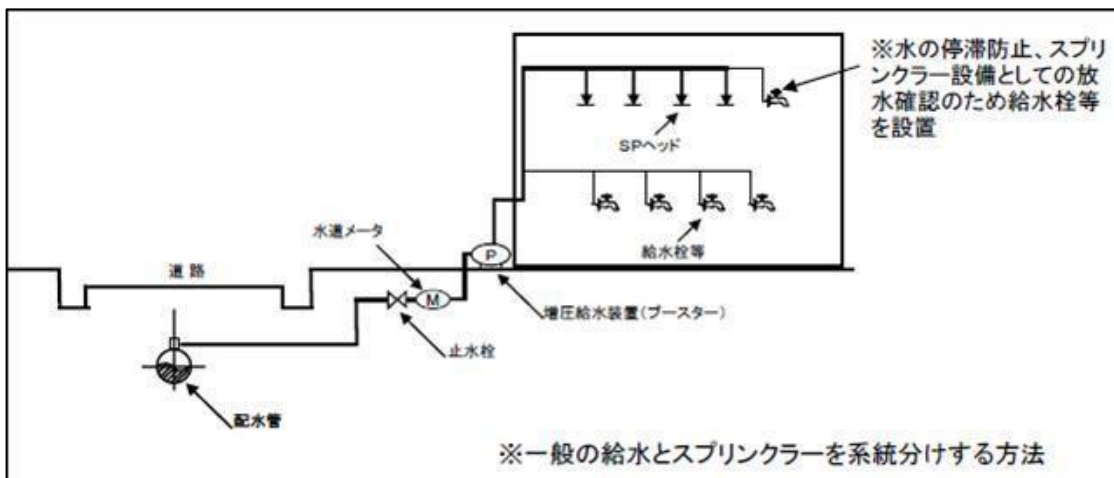 ※水の停滞防止、スプリ
ンクラー設備としての放
水確認のため給水栓等
を設置
SPヘッド
水道メータ
P
給水栓等
道路
M
増圧給水装置(ブースター)
止水栓
配水管
※一般の給水とスプリンクラーを系統分けする方法